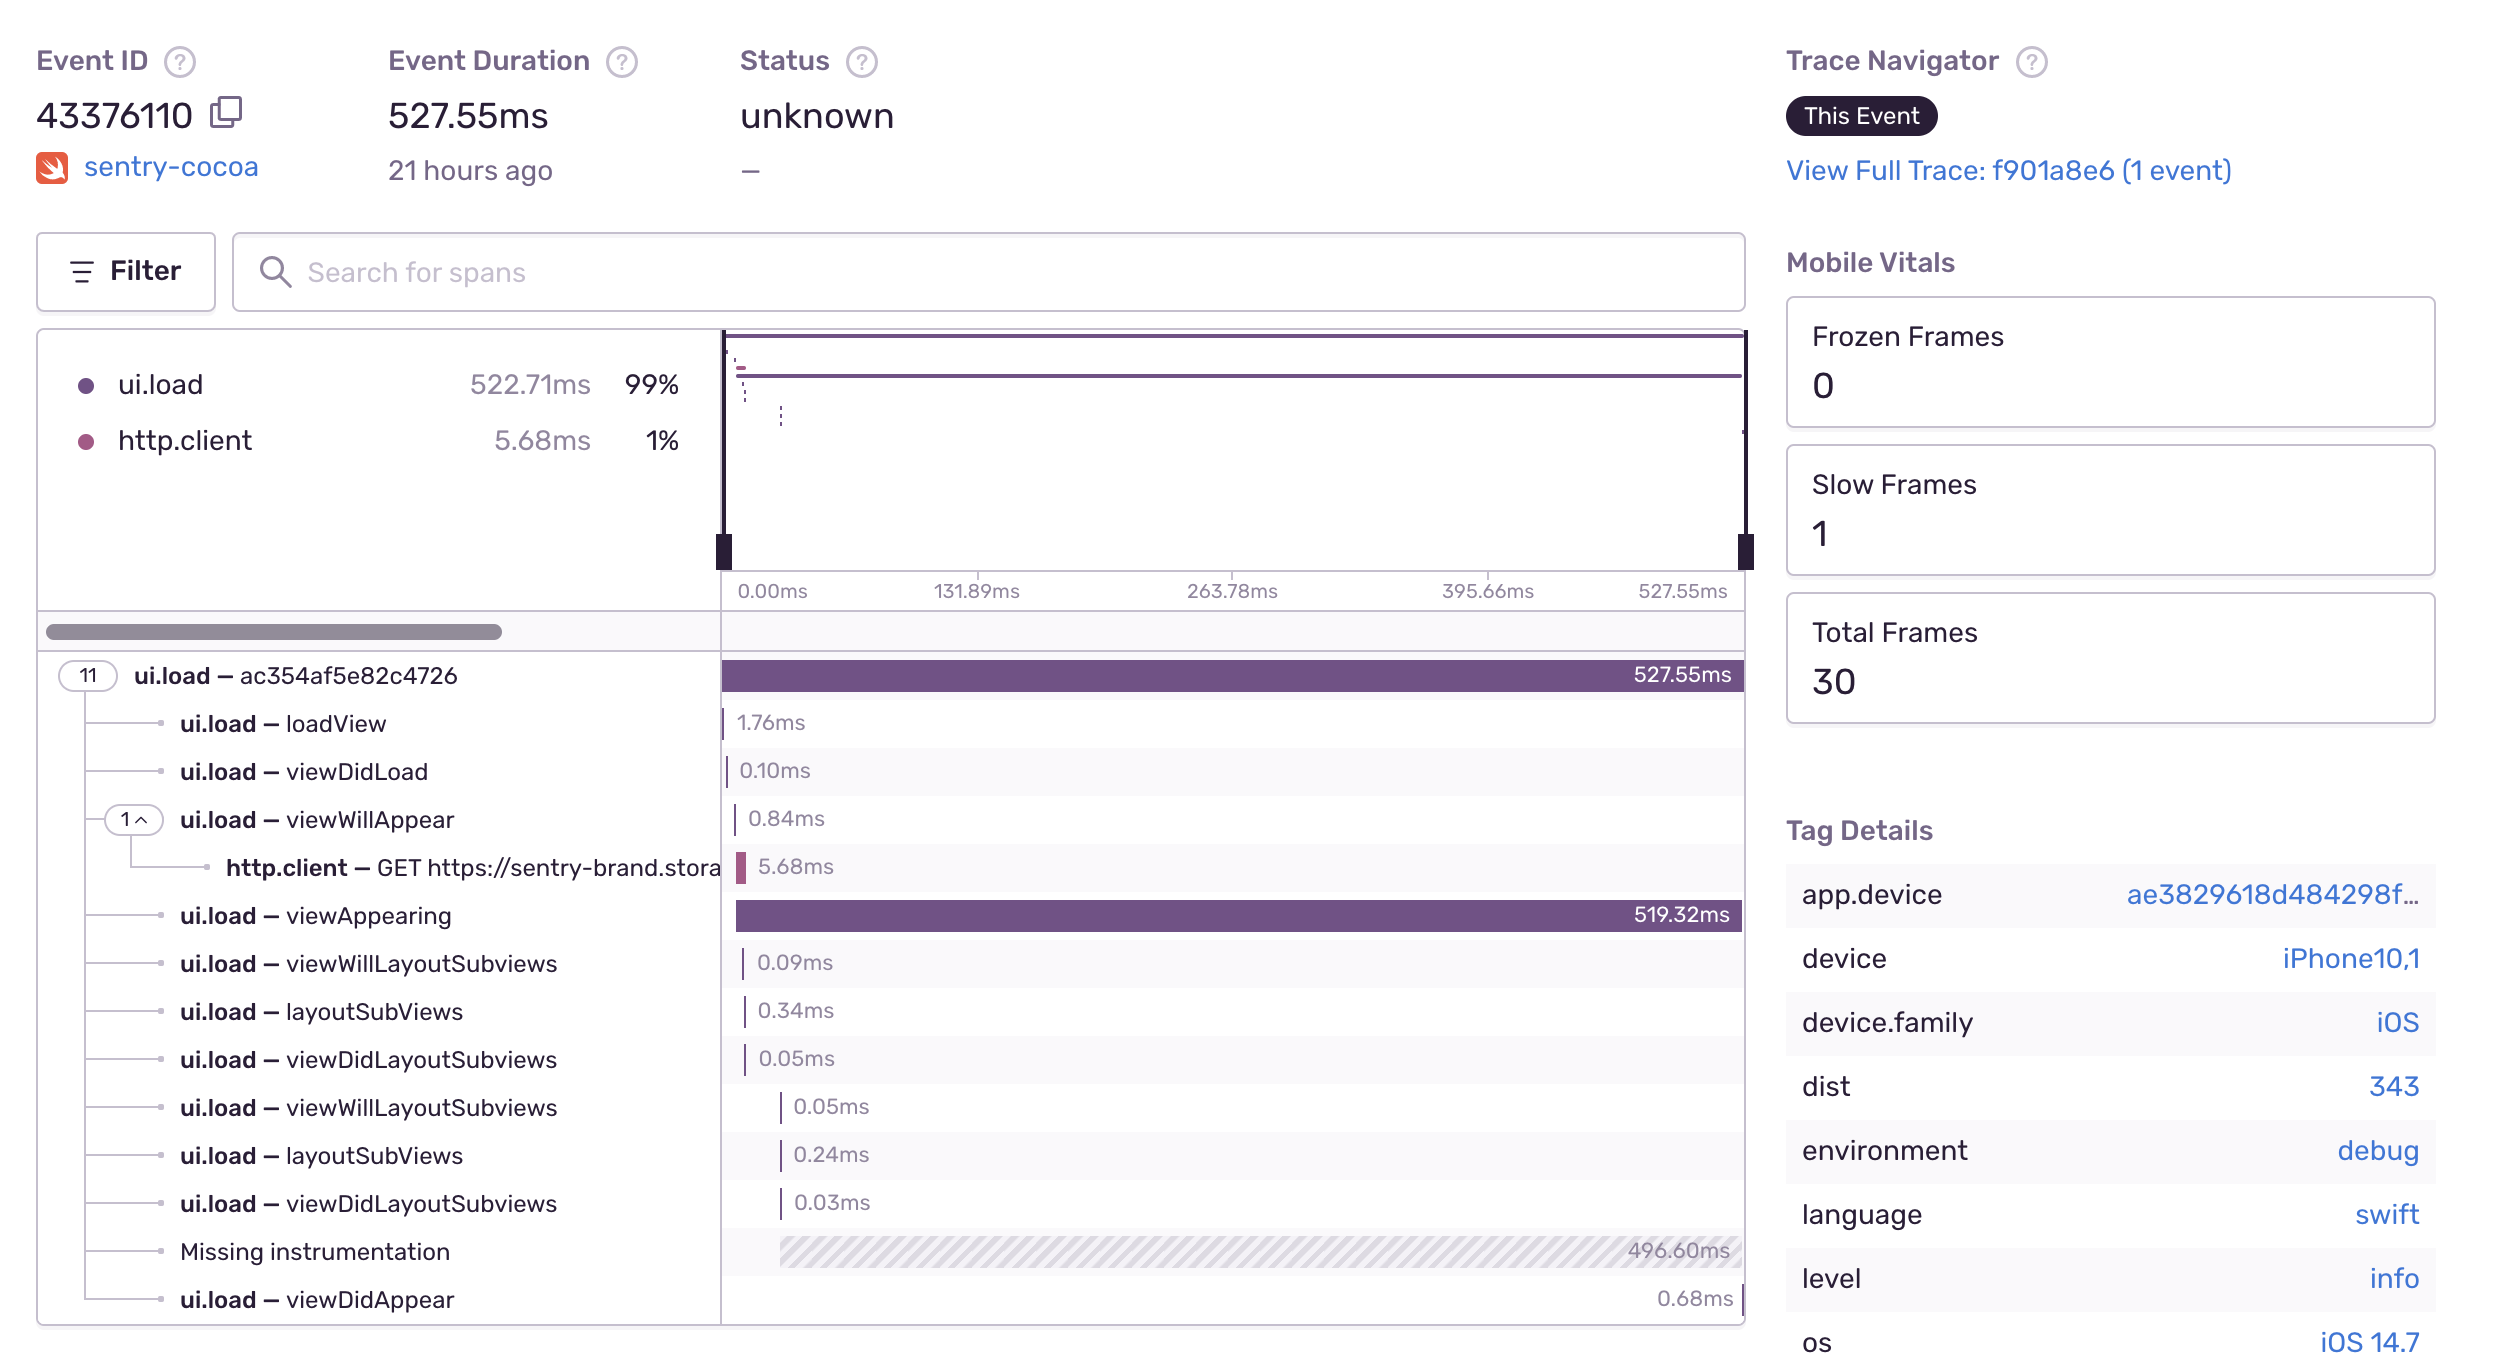 Event ID ?
43376110
sentry-cocoa
Event Duration ?
527.55ms
21 hours ago
Status ?
unknown
—
Trace Navigator ?
This Event
View Full Trace: f901a8e6 (1 event)
Filter
Search for spans
ui.load 522.71ms 99%
http.client 5.68ms 1%
0.00ms 131.89ms 263.78ms 395.66ms 527.55ms
11 ui.load — ac354af5e82c4726 527.55ms
ui.load — loadView 1.76ms
ui.load — viewDidLoad 0.10ms
1 ui.load — viewWillAppear 0.84ms
http.client — GET https://sentry-brand.stora 5.68ms
ui.load — viewAppearing 519.32ms
ui.load — viewWillLayoutSubviews 0.09ms
ui.load — layoutSubViews 0.34ms
ui.load — viewDidLayoutSubviews 0.05ms
ui.load — viewWillLayoutSubviews 0.05ms
ui.load — layoutSubViews 0.24ms
ui.load — viewDidLayoutSubviews 0.03ms
Missing instrumentation 496.60ms
ui.load — viewDidAppear 0.68ms
Mobile Vitals
Frozen Frames
0
Slow Frames
1
Total Frames
30
Tag Details
app.device ae3829618d484298f...
device iPhone10,1
device.family iOS
dist 343
environment debug
language swift
level info
os iOS 14.7